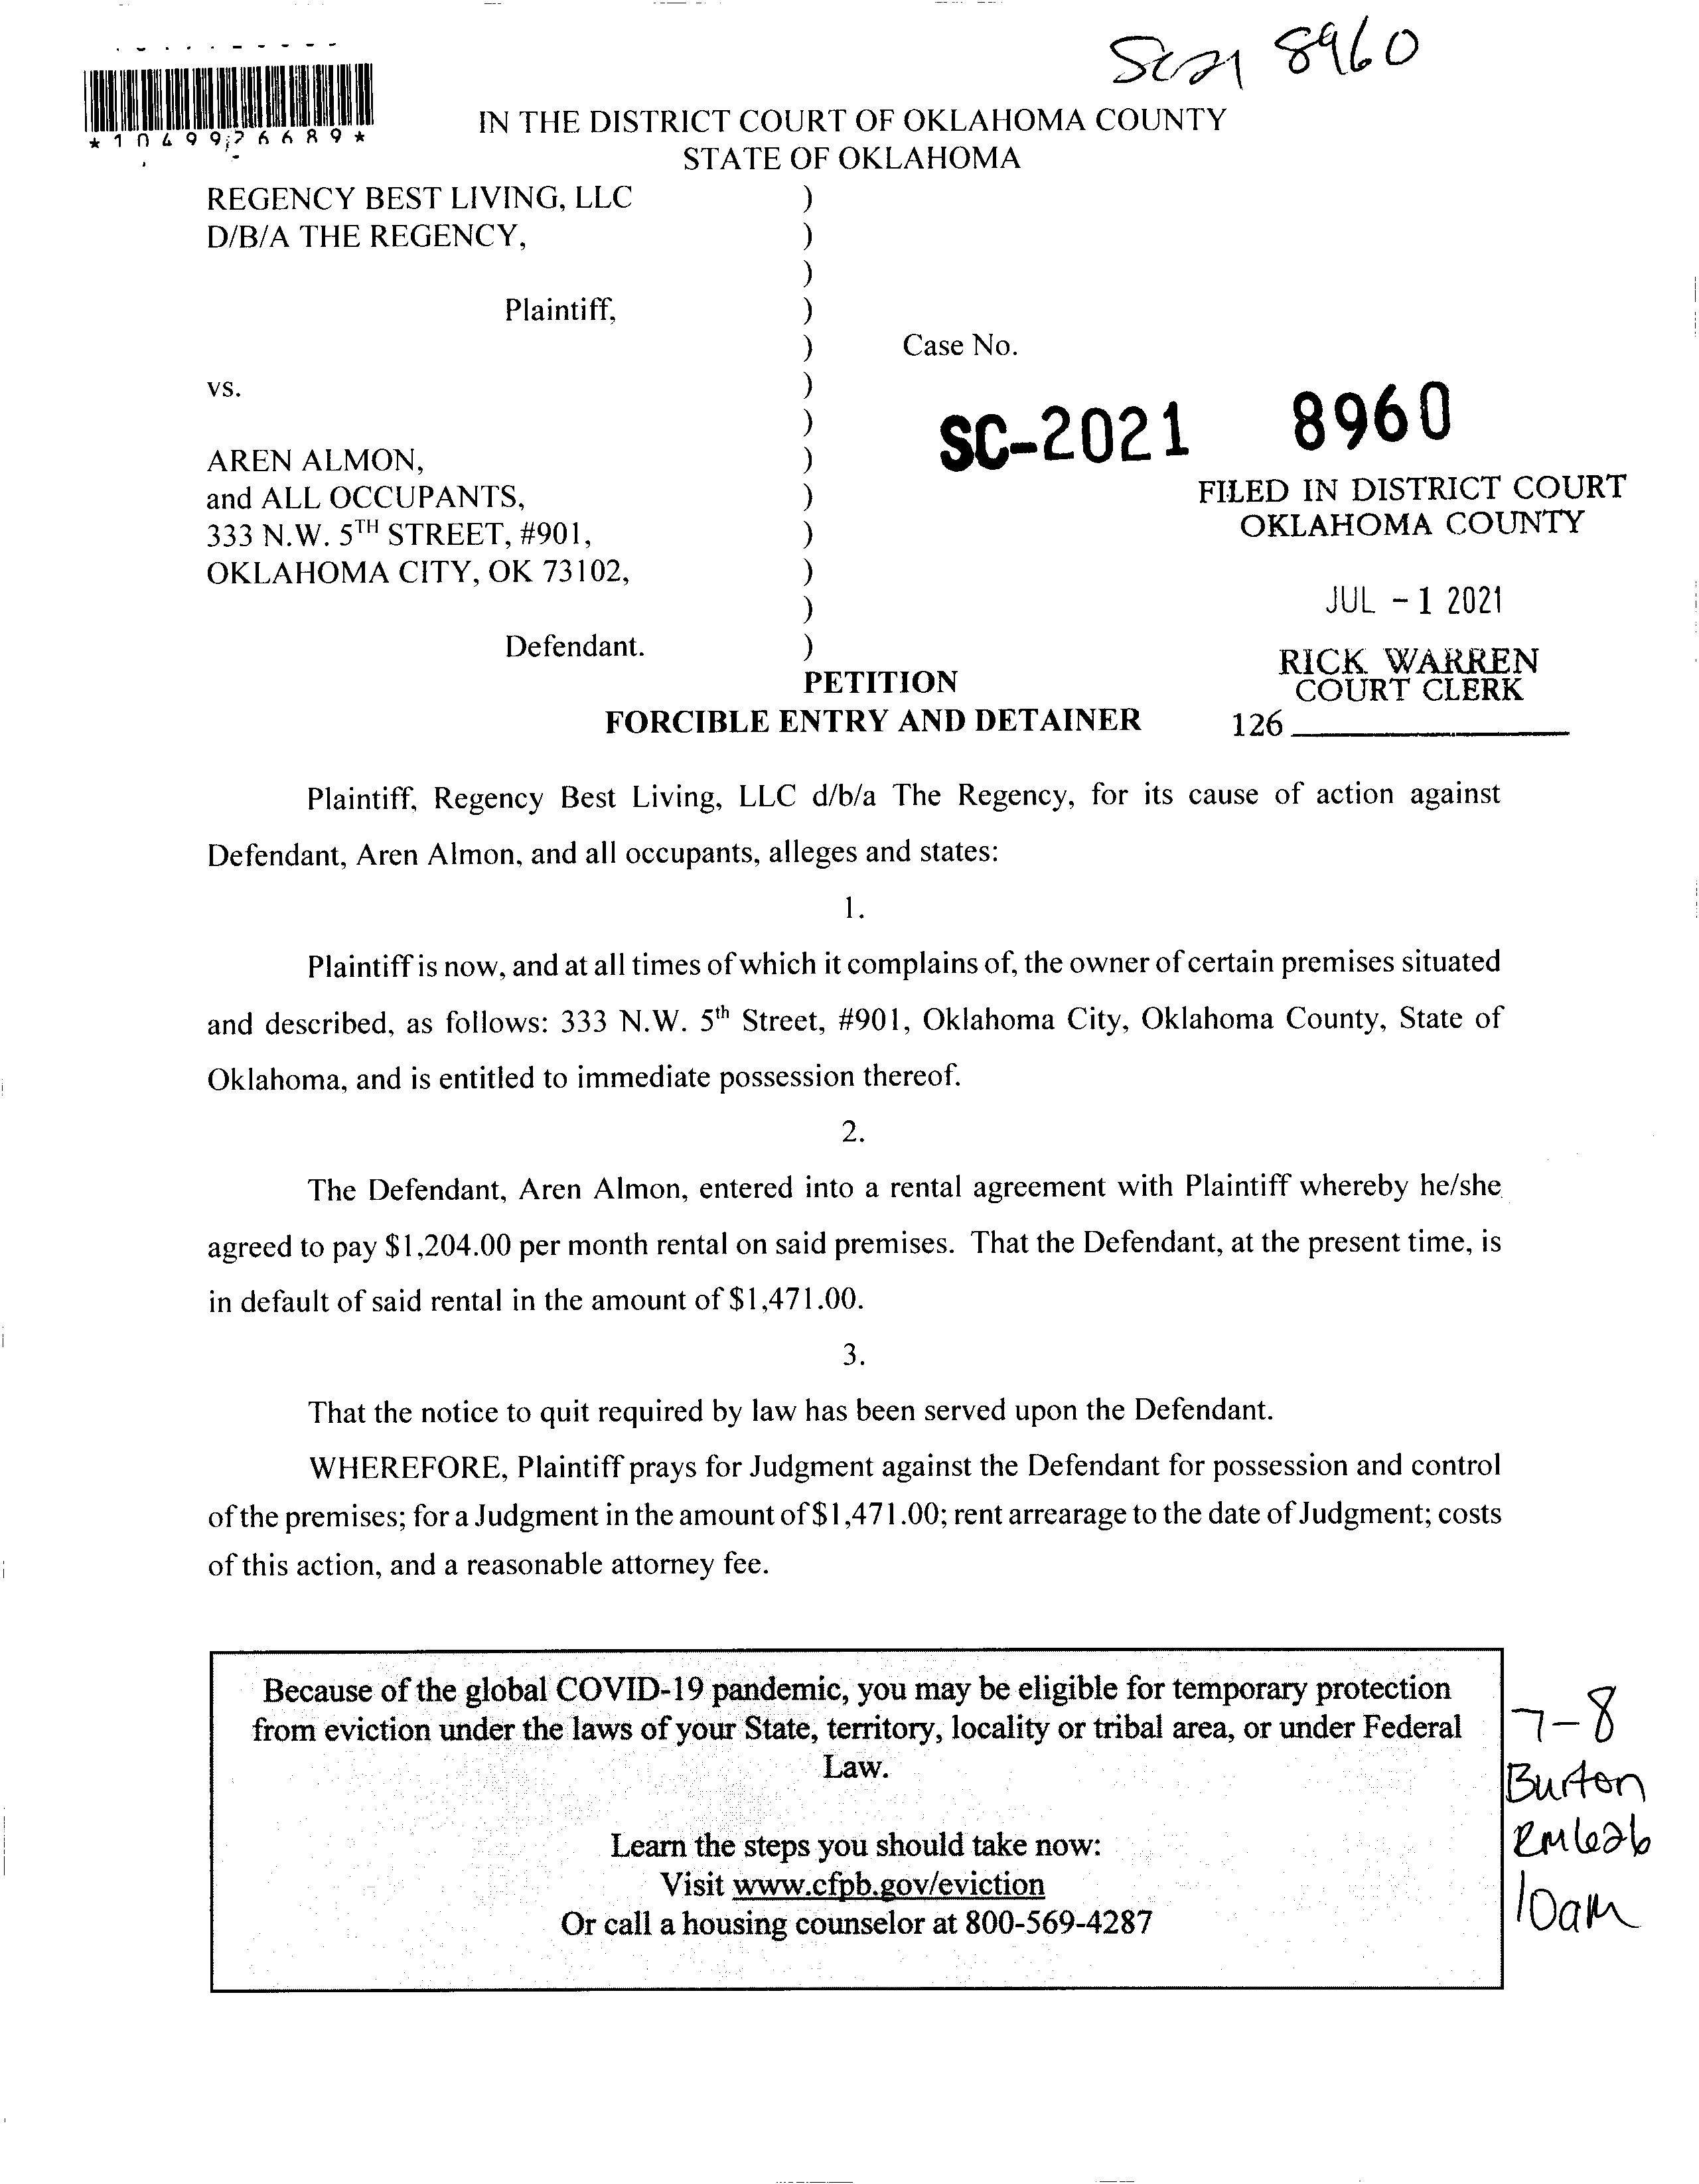 SC21 8960
*1049926689*
IN THE DISTRICT COURT OF OKLAHOMA COUNTY
STATE OF OKLAHOMA
REGENCY BEST LIVING, LLC )
D/B/A THE REGENCY, )
)
Plaintiff, )
) Case No.
vs. )
)
SC-2021 8960
AREN ALMON, )
and ALL OCCUPANTS, )
FILED IN DISTRICT COURT
OKLAHOMA COUNTY
333 N.W. 5TH STREET, #901, )
OKLAHOMA CITY, OK 73102, )
)
JUL - 1 2021
Defendant. )
RICK WARREN
COURT CLERK
126
PETITION
FORCIBLE ENTRY AND DETAINER
Plaintiff, Regency Best Living, LLC d/b/a The Regency, for its cause of action against
Defendant, Aren Almon, and all occupants, alleges and states:
1.
Plaintiff is now, and at all times of which it complains of, the owner of certain premises situated
and described, as follows: 333 N.W. 5th Street, #901, Oklahoma City, Oklahoma County, State of
Oklahoma, and is entitled to immediate possession thereof.
2.
The Defendant, Aren Almon, entered into a rental agreement with Plaintiff whereby he/she
agreed to pay $1,204.00 per month rental on said premises. That the Defendant, at the present time, is
in default of said rental in the amount of $1,471.00.
3.
That the notice to quit required by law has been served upon the Defendant.
WHEREFORE, Plaintiff prays for Judgment against the Defendant for possession and control
of the premises; for a Judgment in the amount of $1,471.00; rent arrearage to the date of Judgment; costs
of this action, and a reasonable attorney fee.
Because of the global COVID-19 pandemic, you may be eligible for temporary protection
from eviction under the laws of your State, territory, locality or tribal area, or under Federal
Law.
Learn the steps you should take now:
Visit www.cfpb.gov/eviction
Or call a housing counselor at 800-569-4287
7-8
Burton
RM626
10am